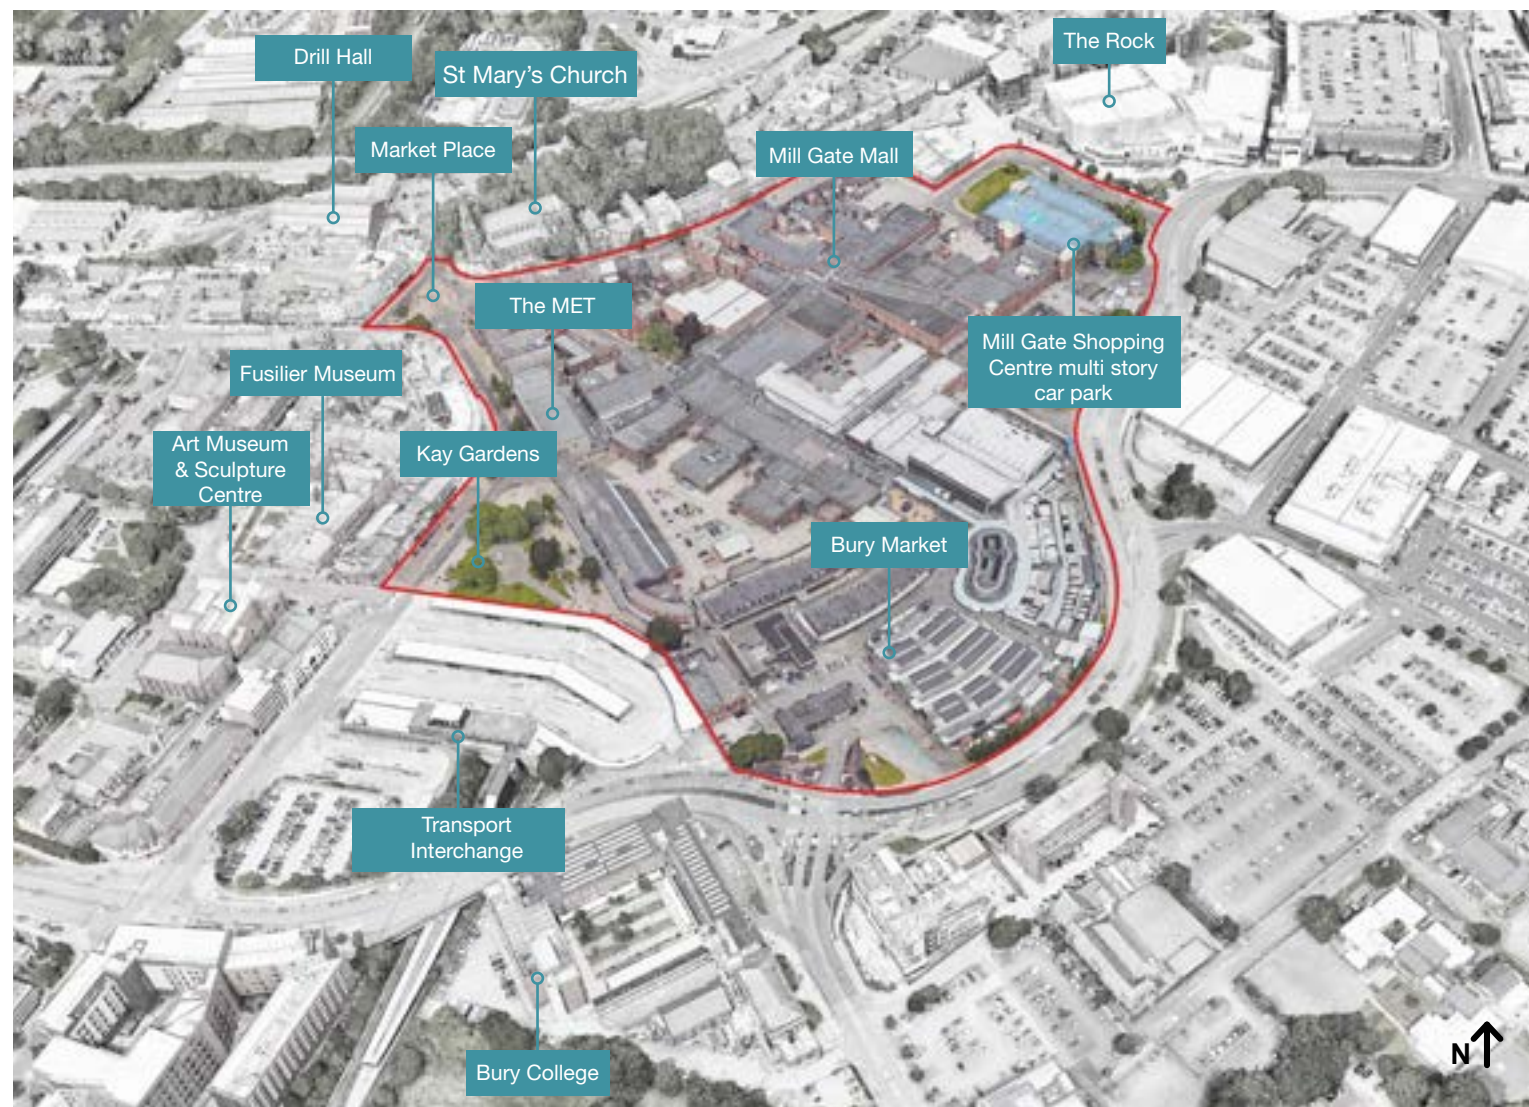 The Rock
Drill Hall
St Mary's Church
Market Place
Mill Gate Mall
The MET
Mill Gate Shopping
Centre multi story
car park
Fusilier Museum
Art Museum
& Sculpture
Centre
Kay Gardens
Bury Market
Transport
Interchange
Bury College
N